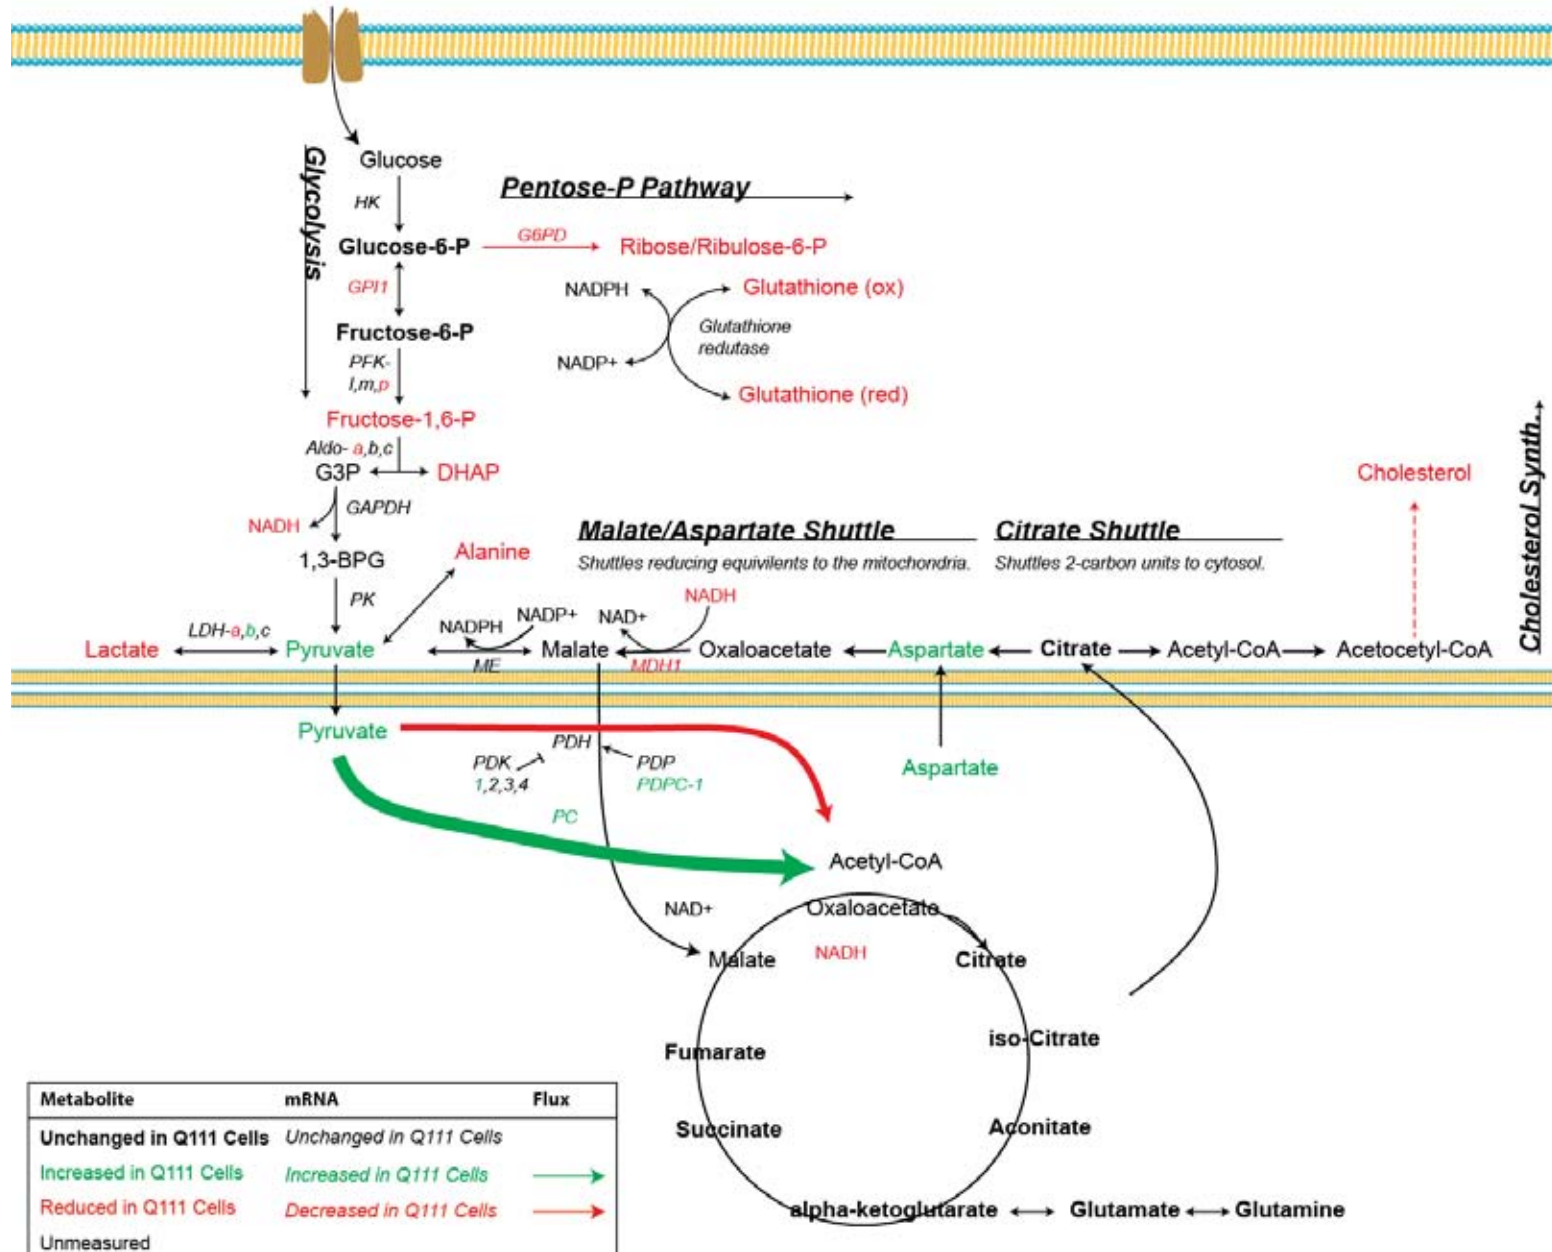 Glycolysis
Glucose
HK
Pentose-P Pathway
Glucose-6-P
G6PD
Ribose/Ribulose-6-P
GPI1
NADPH
Glutathione (ox)
Fructose-6-P
Glutathione
redutase
PFK-
l,m,p
NADP+
Glutathione (red)
Fructose-1,6-P
Aldo- a,b,c
G3P
DHAP
Cholesterol
Cholesterol Synth.
GAPDH
NADH
Malate/Aspartate Shuttle
Citrate Shuttle
1,3-BPG
Alanine
Shuttles reducing equivilents to the mitochondria.
Shuttles 2-carbon units to cytosol.
PK
NADH
NADP+
NAD+
LDH-a,b,c
NADPH
Lactate
Pyruvate
Malate
Oxaloacetate
Aspartate
Citrate
Acetyl-CoA
Acetocetyl-CoA
ME
MDH1
Pyruvate
PDH
PDK
1,2,3,4
PDP
PDPC-1
Aspartate
PC
Acetyl-CoA
NAD+
Oxaloacetate
Malate
NADH
Citrate
Fumarate
iso-Citrate
Succinate
Aconitate
alpha-ketoglutarate
Glutamate
Glutamine
Metabolite mRNA Flux
Unchanged in Q111 Cells Unchanged in Q111 Cells
Increased in Q111 Cells Increased in Q111 Cells
Reduced in Q111 Cells Decreased in Q111 Cells
Unmeasured